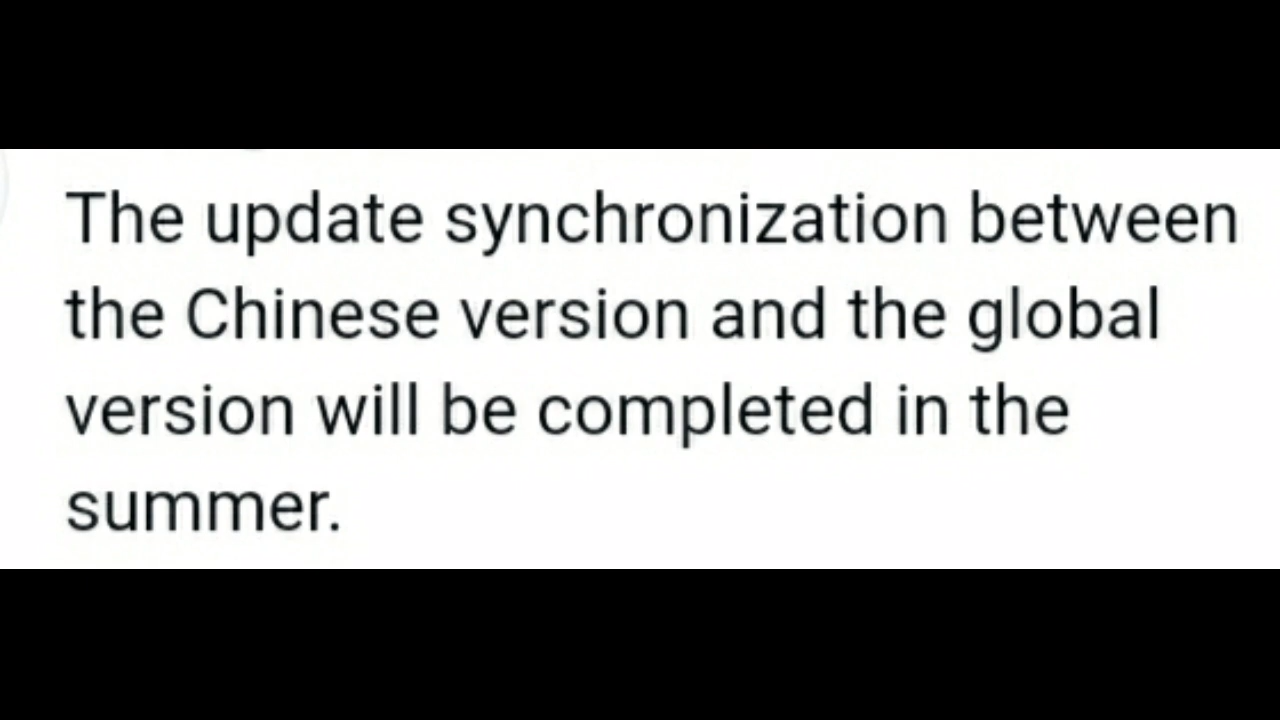 The update synchronization between
the Chinese version and the global
version will be completed in the
summer.